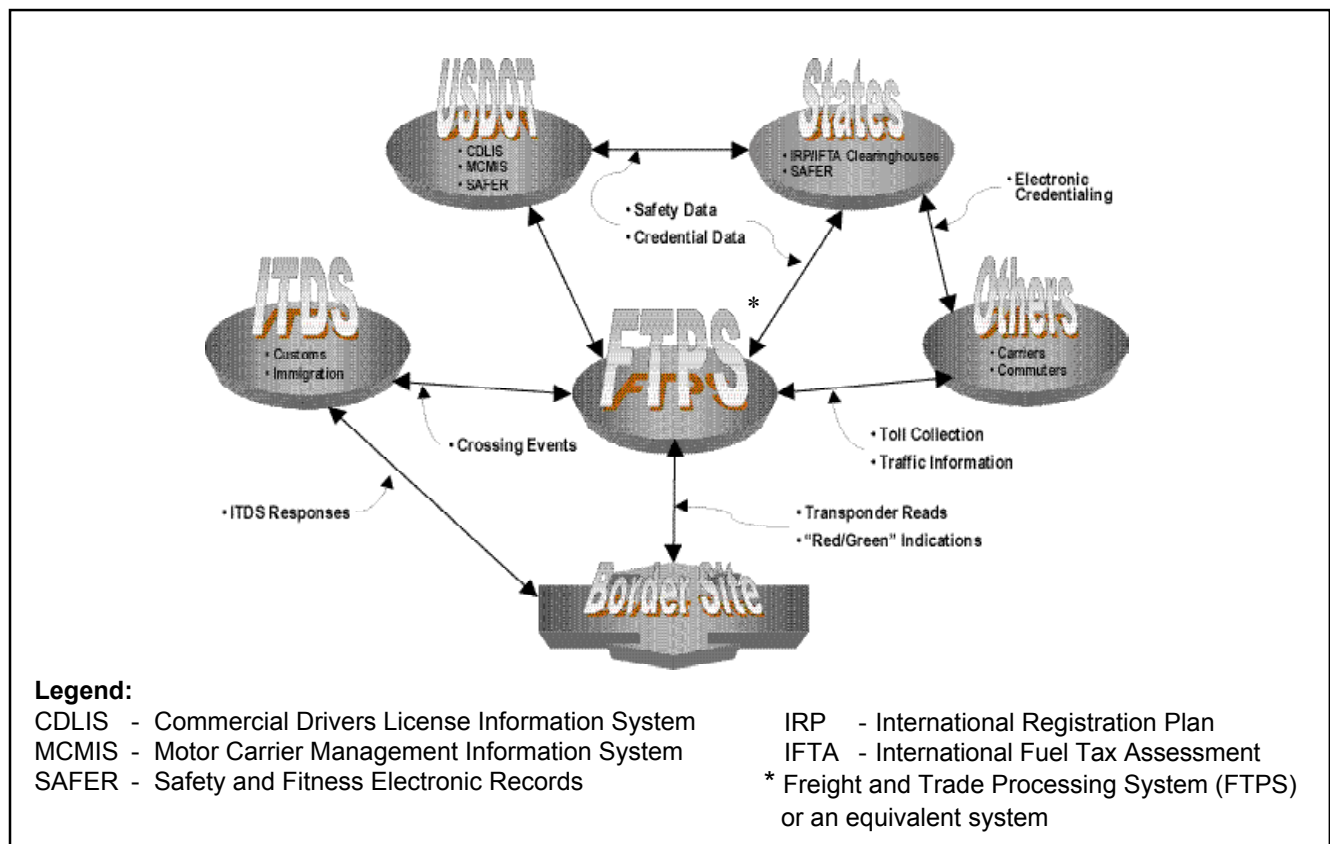 USDOT
• CDLIS
• MCMIS
• SAFER
States
• IRP/IFTA Clearinghouses
• SAFER
• Electronic
Credentialing
• Safety Data
• Credential Data
ITDS
• Customs
• Immigration
FTPS
*
Others
• Carriers
• Commuters
• Crossing Events
• Toll Collection
• Traffic Information
• ITDS Responses
• Transponder Reads
• “Red/Green” Indications
Border Site
Legend:
CDLIS - Commercial Drivers License Information System
MCMIS - Motor Carrier Management Information System
SAFER - Safety and Fitness Electronic Records
IRP - International Registration Plan
IFTA - International Fuel Tax Assessment
* Freight and Trade Processing System (FTPS)
or an equivalent system